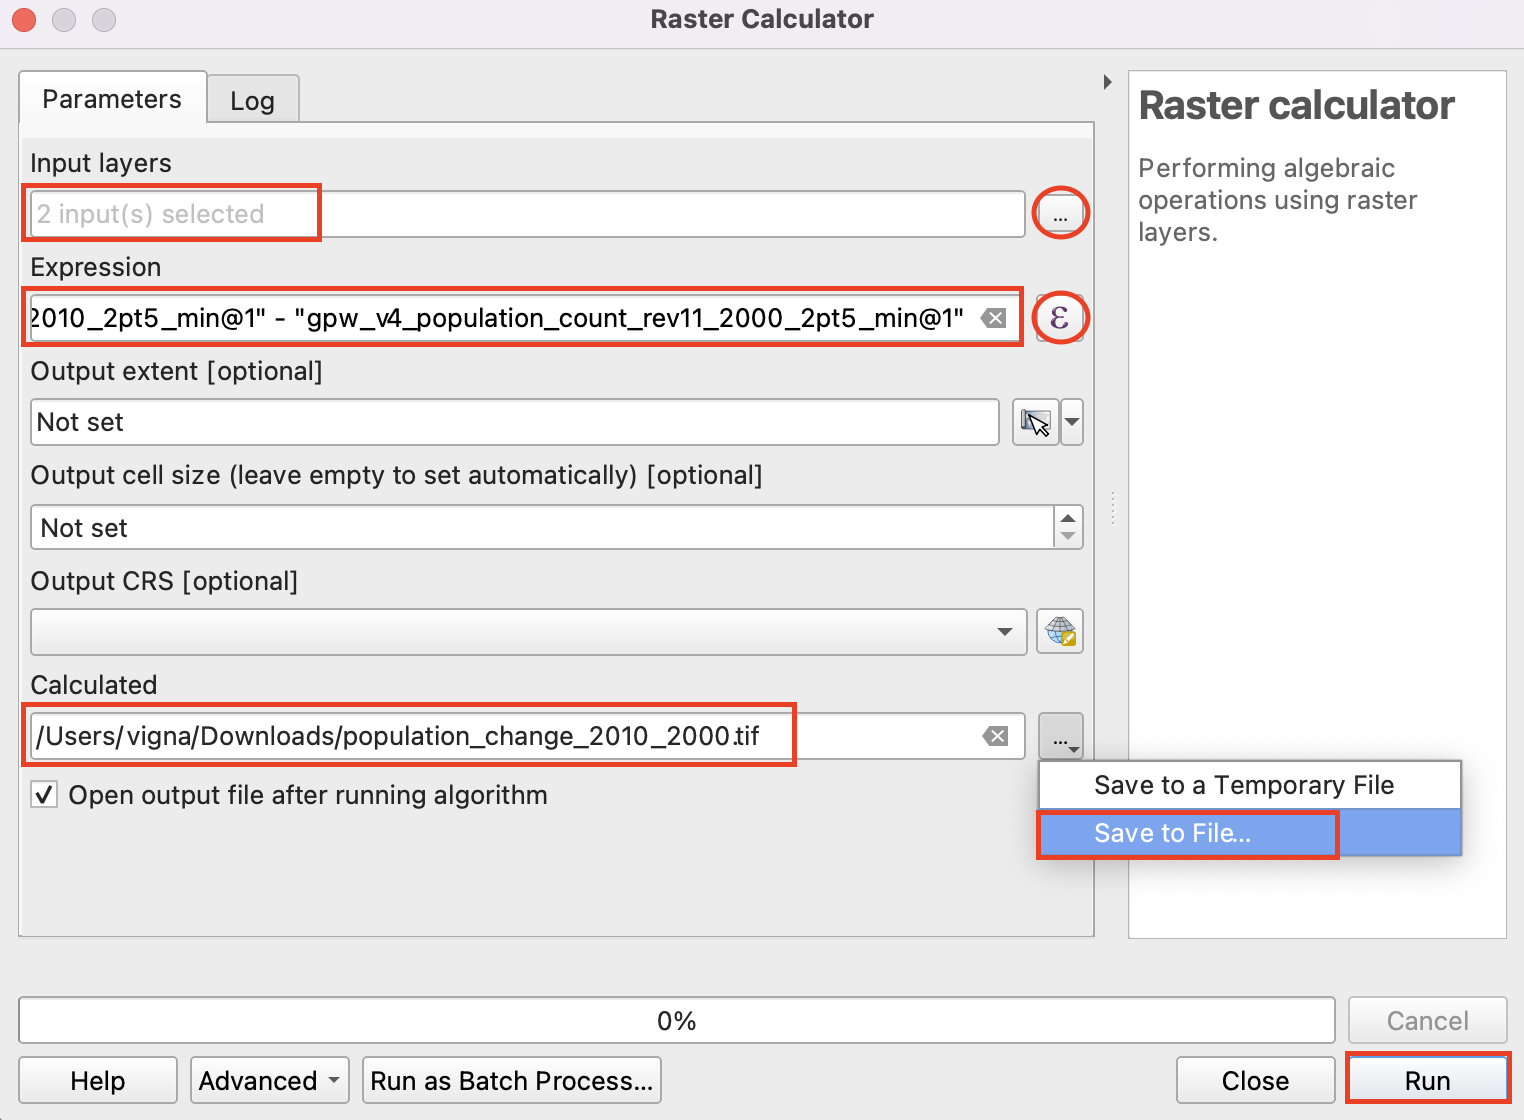 Raster Calculator
Parameters
Log
Input layers
2 input(s) selected
...
Expression
2010_2pt5_min@1" - "gpw_v4_population_count_rev11_2000_2pt5_min@1"
ε
Output extent [optional]
Not set
Output cell size (leave empty to set automatically) [optional]
Not set
Output CRS [optional]
Calculated
/Users/vigna/Downloads/population_change_2010_2000.tif
...
Save to a Temporary File
Save to File...
Open output file after running algorithm
Raster calculator
Performing algebraic
operations using raster
layers.
0%
Cancel
Help
Advanced
Run as Batch Process...
Close
Run